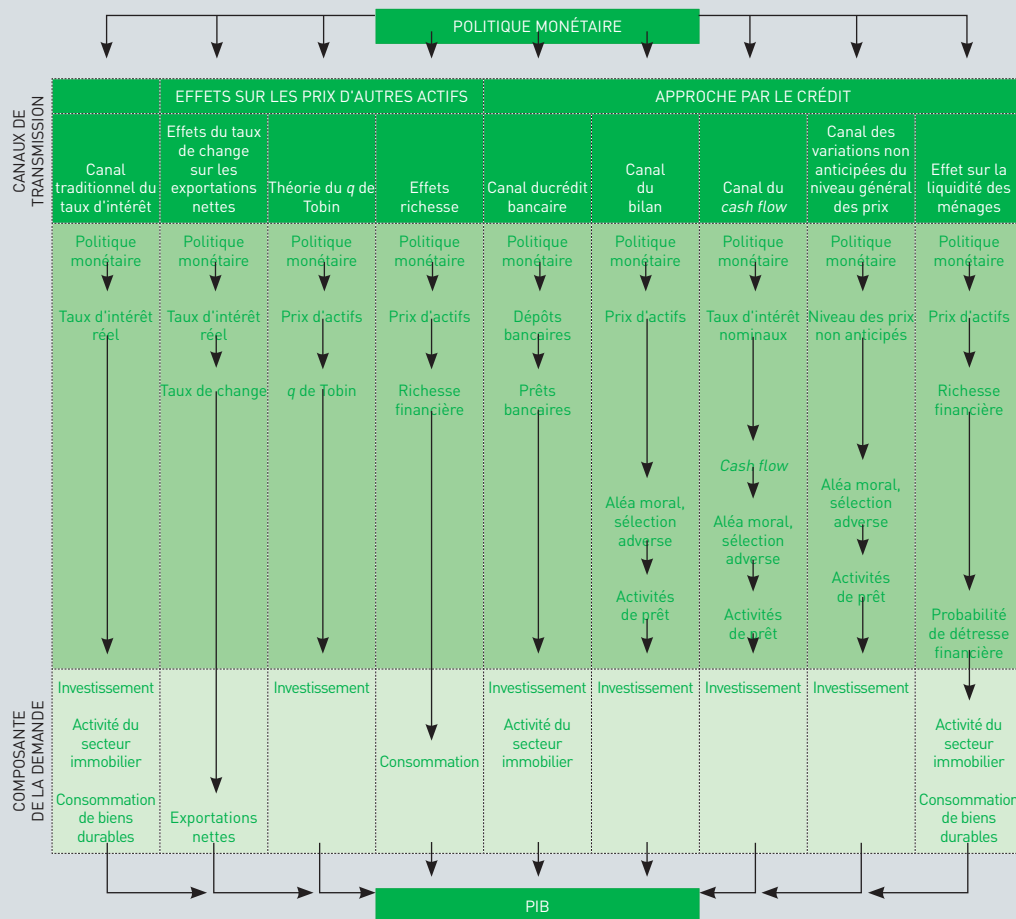 POLITIQUE MONÉTAIRE
CANAUX DE
TRANSMISSION
EFFETS SUR LES PRIX D'AUTRES ACTIFS
APPROCHE PAR LE CRÉDIT
Canal
traditionnel du
taux d'intérêt
Effets du taux
de change
sur les
exportations
nettes
Théorie du q de
Tobin
Effets
richesse
Canal ducrédit
bancaire
Canal
du
bilan
Canal du
cash flow
Canal des
variations non
anticipées du
niveau général
des prix
Effet sur la
liquidité des
ménages
Politique
monétaire
Taux d'intérêt
réel
Politique
monétaire
Taux d'intérêt
réel
Taux de change
Politique
monétaire
Prix d'actifs
q de Tobin
Politique
monétaire
Prix d'actifs
Richesse
financière
Politique
monétaire
Dépôts
bancaires
Prêts
bancaires
Politique
monétaire
Prix d'actifs
Aléa moral,
sélection
adverse
Activités
de prêt
Politique
monétaire
Taux d'intérêt
nominaux
Cash flow
Aléa moral,
sélection
adverse
Activités
de prêt
Politique
monétaire
Niveau des prix
non anticipés
Aléa moral,
sélection
adverse
Activités
de prêt
Politique
monétaire
Prix d'actifs
Richesse
financière
Probabilité
de détresse
financière
COMPOSANTE
DE LA DEMANDE
Investissement
Activité du
secteur
immobilier
Consommation
de biens
durables
Exportations
nettes
Investissement
Consommation
Investissement
Activité du
secteur
immobilier
Investissement
Investissement
Investissement
Activité du
secteur
immobilier
Consommation
de biens
durables
PIB